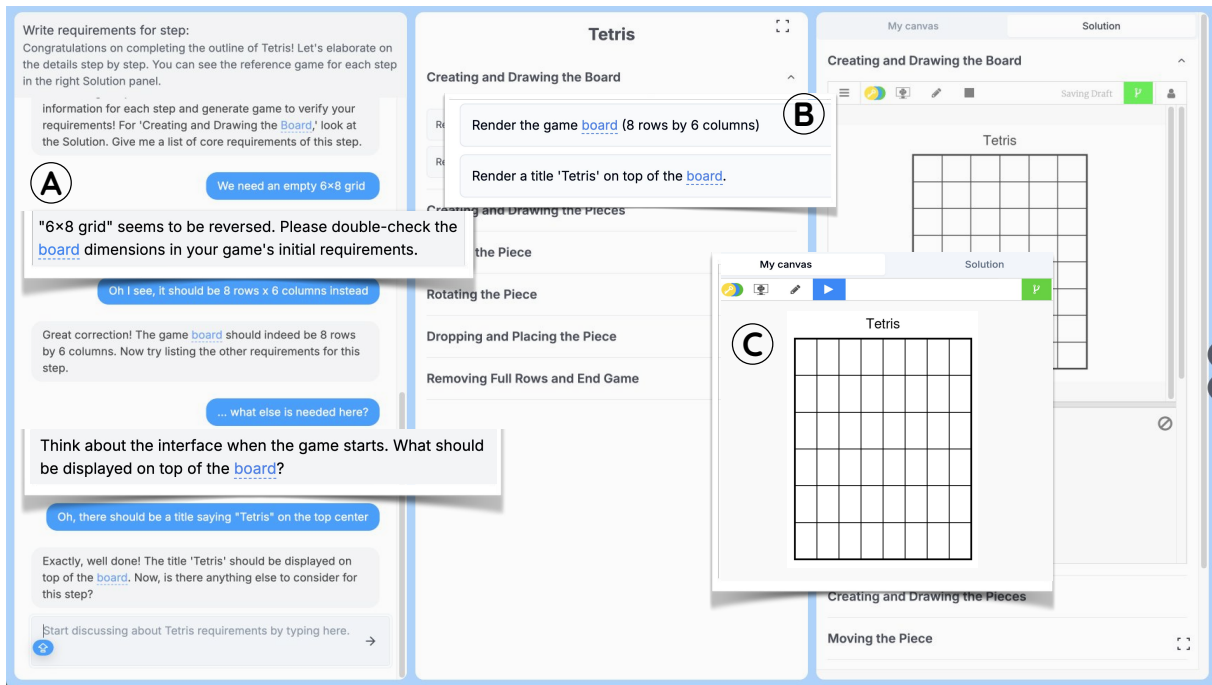 Write requirements for step:
Congratulations on completing the outline of Tetris! Let's elaborate on
the details step by step. You can see the reference game for each step
in the right Solution panel.
information for each step and generate game to verify your
requirements! For 'Creating and Drawing the Board,' look at
the Solution. Give me a list of core requirements of this step.
A
We need an empty 6×8 grid
"6×8 grid" seems to be reversed. Please double-check the
board dimensions in your game's initial requirements.
Oh I see, it should be 8 rows x 6 columns instead
Great correction! The game board should indeed be 8 rows
by 6 columns. Now try listing the other requirements for this
step.
... what else is needed here?
Think about the interface when the game starts. What should
be displayed on top of the board?
Oh, there should be a title saying "Tetris" on the top center
Exactly, well done! The title 'Tetris' should be displayed on
top of the board. Now, is there anything else to consider for
this step?
Start discussing about Tetris requirements by typing here.
Tetris
Creating and Drawing the Board
Re
Re
B
Render the game board (8 rows by 6 columns)
Render a title 'Tetris' on top of the board.
Creating and Drawing the Pieces
the Piece
Rotating the Piece
Dropping and Placing the Piece
Removing Full Rows and End Game
My canvas
Solution
Creating and Drawing the Board
Saving Draft
Tetris
My canvas
Solution
C
Tetris
Creating and Drawing the Pieces
Moving the Piece